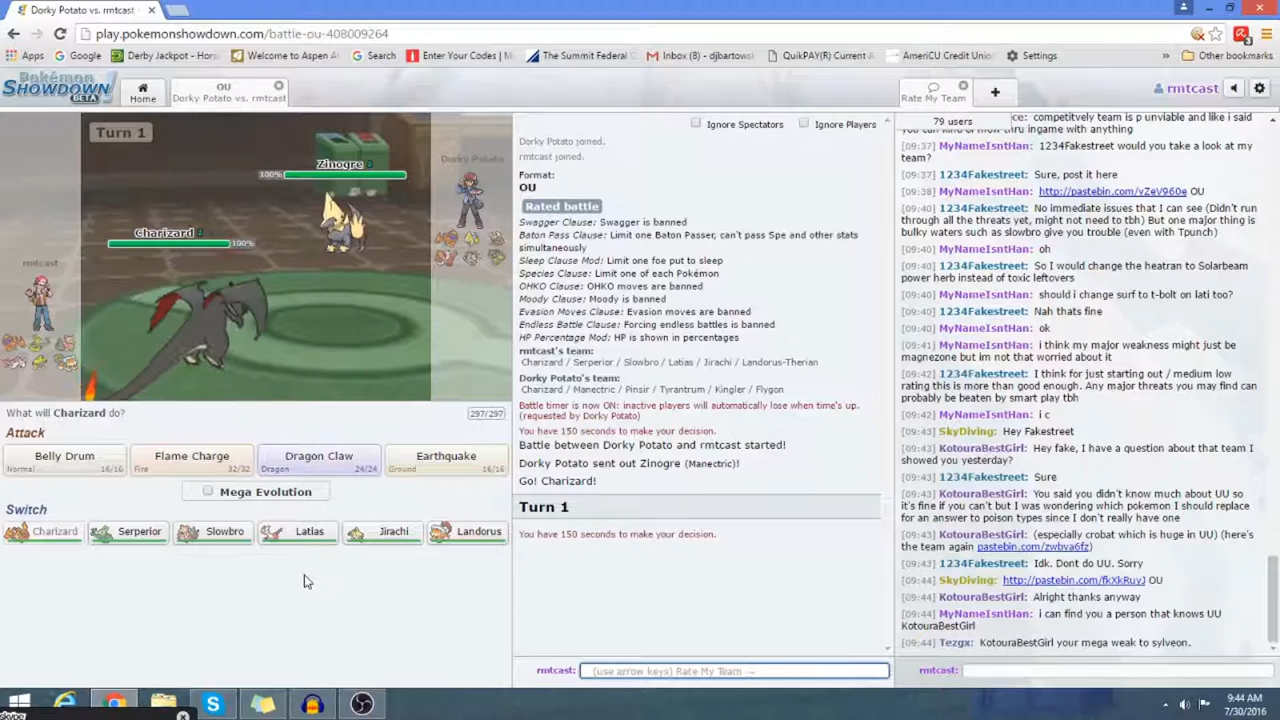 Dorky Potato vs. rmtcast
play.pokemonshowdown.com/battle-ou-408009264
Apps Google Derby Jackpot - Hors Welcome to Aspen A Search Enter Your Codes | M The Summit Federal C Inbox (8) - djbartows QuikPAY(R) Current A AmeriCU Credit Unio Settings » Other bookmarks
Pokémon
SHOWDOWN
BETA
Home
OU
Dorky Potato vs. rmtcast
Rate My Team
+
rmtcast
Turn 1
Zinogre
100%
Charizard
100%
Dorky Potato
rmtcast
What will Charizard do?
297/297
Attack
Belly Drum
Normal 16/16
Flame Charge
Fire 32/32
Dragon Claw
Dragon 24/24
Earthquake
Ground 16/16
Mega Evolution
Switch
Charizard Serperior Slowbro Latias Jirachi Landorus
Ignore Spectators Ignore Players
Dorky Potato joined.
rmtcast joined.
Format:
OU
Rated battle
Swagger Clause: Swagger is banned
Baton Pass Clause: Limit one Baton Passer, can't pass Spe and other stats
simultaneously
Sleep Clause Mod: Limit one foe put to sleep
Species Clause: Limit one of each Pokémon
OHKO Clause: OHKO moves are banned
Moody Clause: Moody is banned
Evasion Moves Clause: Evasion moves are banned
Endless Battle Clause: Forcing endless battles is banned
HP Percentage Mod: HP is shown in percentages
rmtcast's team:
Charizard / Serperior / Slowbro / Latias / Jirachi / Landorus-Therian
Dorky Potato's team:
Charizard / Manectric / Pinsir / Tyrantrum / Kingler / Flygon
Battle timer is now ON: inactive players will automatically lose when time's up.
(requested by Dorky Potato)
You have 150 seconds to make your decision.
Battle between Dorky Potato and rmtcast started!
Dorky Potato sent out Zinogre (Manectric)!
Go! Charizard!
Turn 1
You have 150 seconds to make your decision.
rmtcast: (use arrow keys) Rate My Team →
79 users
ce: competitvely team is p unviable and like i said
you can kind of mow thru ingame with anything
[09:37] MyNameIsntHan: 1234Fakestreet would you take a look at my
team?
[09:37] 1234Fakestreet: Sure, post it here
[09:38] MyNameIsntHan: http://pastebin.com/vZeV960e OU
[09:40] 1234Fakestreet: No immediate issues that I can see (Didn't run
through all the threats yet, might not need to tbh) But one major thing is
bulky waters such as slowbro give you trouble (even with Tpunch)
[09:40] MyNameIsntHan: oh
[09:40] 1234Fakestreet: So I would change the heatran to Solarbeam
power herb instead of toxic leftovers
[09:40] MyNameIsntHan: should i change surf to t-bolt on lati too?
[09:40] 1234Fakestreet: Nah thats fine
[09:40] MyNameIsntHan: ok
[09:41] MyNameIsntHan: i think my major weakness might just be
magnezone but im not that worried about it
[09:42] 1234Fakestreet: I think for just starting out / medium low
rating this is more than good enough. Any major threats you may find can
probably be beaten by smart play tbh
[09:42] MyNameIsntHan: i c
[09:43] SkyDiving: Hey Fakestreet
[09:43] KotouraBestGirl: Hey fake, I have a question about that team I
showed you yesterday?
[09:43] 1234Fakestreet: Sure
[09:43] KotouraBestGirl: You said you didn't know much about UU so
it's fine if you can't but I was wondering which pokemon I should replace
for an answer to poison types since I don't really have one
[09:43] KotouraBestGirl: (especially crobat which is huge in UU) (here's
the team again pastebin.com/zwbva6fz)
[09:43] 1234Fakestreet: Idk. Dont do UU. Sorry
[09:44] SkyDiving: http://pastebin.com/fkXkRuyJ OU
[09:44] KotouraBestGirl: Alright thanks anyway
[09:44] MyNameIsntHan: i can find you a person that knows UU
KotouraBestGirl
[09:44] Tezgx: KotouraBestGirl your mega weak to sylveon.
rmtcast:
skype
9:44 AM
7/30/2016